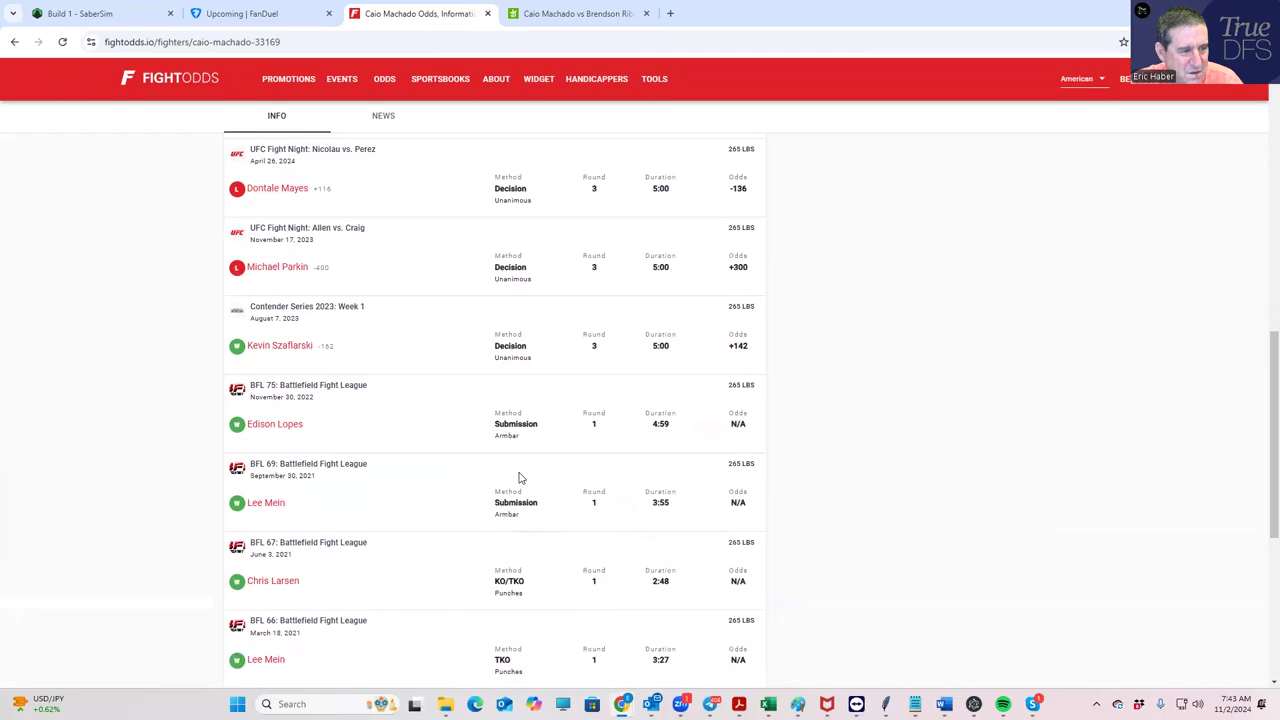 Build 1 - SaberSim
Upcoming UFC Fight Odds
Caio Machado Odds, Informati
Caio Machado vs Brendson Rib
fightodds.io/fighters/caio-machado-33169
True
DFS
Eric Haber
FIGHTODDS
PROMOTIONS EVENTS ODDS SPORTSBOOKS ABOUT WIDGET HANDICAPPERS TOOLS
American
BE
INFO NEWS
UFC Fight Night: Nicolau vs. Perez 265 LBS
April 26, 2024
Method Round Duration Odds
Dontale Mayes +116 Decision 3 5:00 -136
Unanimous
UFC Fight Night: Allen vs. Craig 265 LBS
November 17, 2023
Method Round Duration Odds
L Michael Parkin -400 Decision 3 5:00 +300
Unanimous
Contender Series 2023: Week 1 265 LBS
August 7, 2023
Method Round Duration Odds
W Kevin Szaflarski -162 Decision 3 5:00 +142
Unanimous
BFL 75: Battlefield Fight League 265 LBS
November 30, 2022
Method Round Duration Odds
W Edison Lopes Submission 1 4:59 N/A
Armbar
BFL 69: Battlefield Fight League 265 LBS
September 30, 2021
Method Round Duration Odds
W Lee Mein Submission 1 3:55 N/A
Armbar
BFL 67: Battlefield Fight League 265 LBS
June 3, 2021
Method Round Duration Odds
W Chris Larsen KO/TKO 1 2:48 N/A
Punches
BFL 66: Battlefield Fight League 265 LBS
March 18, 2021
Method Round Duration Odds
W Lee Mein TKO 1 3:27 N/A
Punches
USD/JPY
+0.62%
Search
7:43 AM
11/2/2024